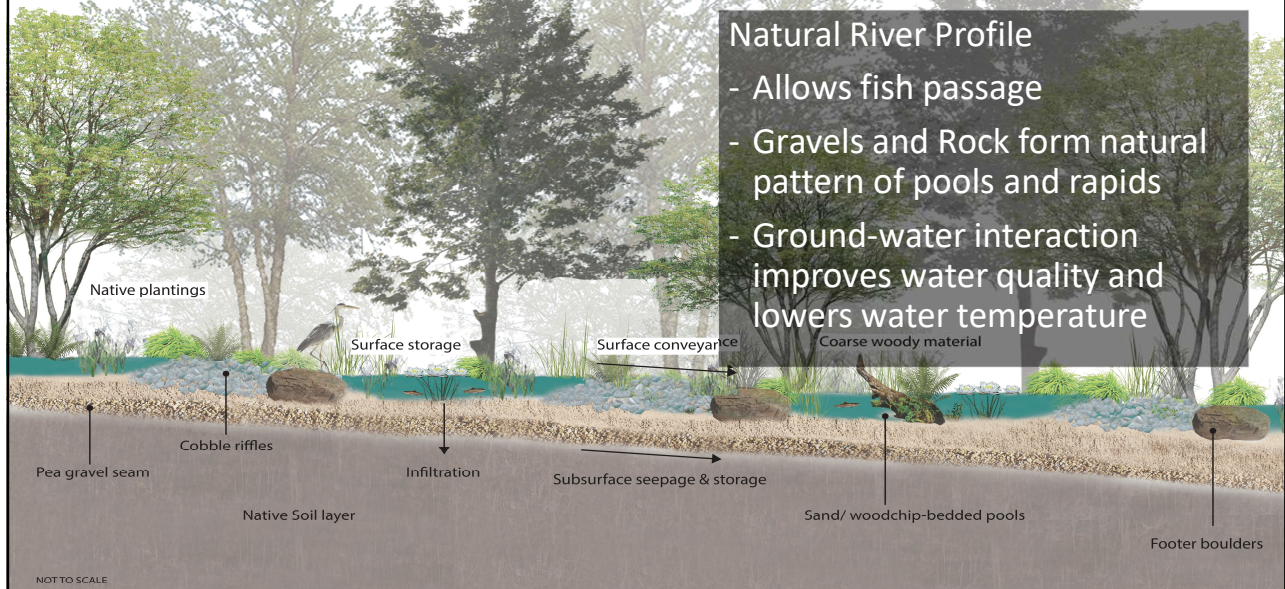 Natural River Profile
- Allows fish passage
- Gravels and Rock form natural
pattern of pools and rapids
- Ground-water interaction
improves water quality and
lowers water temperature
Native plantings
Surface storage
Surface conveyance
Coarse woody material
Cobble riffles
Pea gravel seam
Infiltration
Subsurface seepage & storage
Native Soil layer
Sand/ woodchip-bedded pools
Footer boulders
NOT TO SCALE